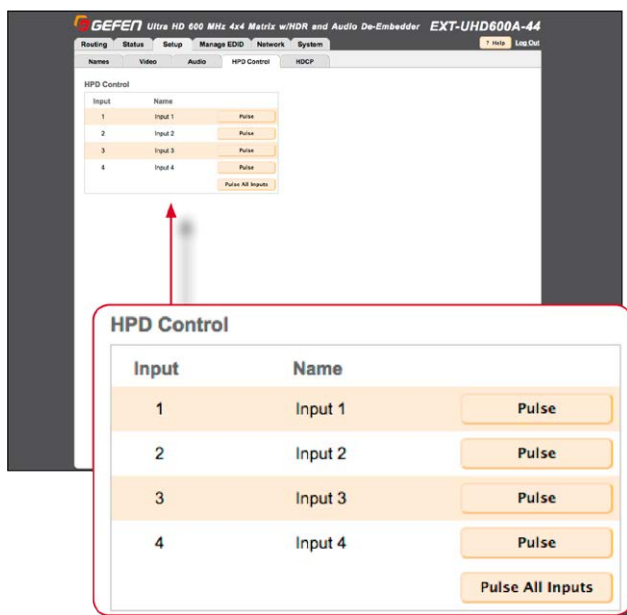 GEFEN Ultra HD 600 MHz 4x4 Matrix w/HDR and Audio De-Embedder EXT-UHD600A-44
Routing Status Setup Manage EDID Network System ? Help Log Out
Names Video Audio HPD Control HDCP
HPD Control
Input Name
1 Input 1 Pulse
2 Input 2 Pulse
3 Input 3 Pulse
4 Input 4 Pulse
Pulse All Inputs
HPD Control
Input Name
1 Input 1 Pulse
2 Input 2 Pulse
3 Input 3 Pulse
4 Input 4 Pulse
Pulse All Inputs